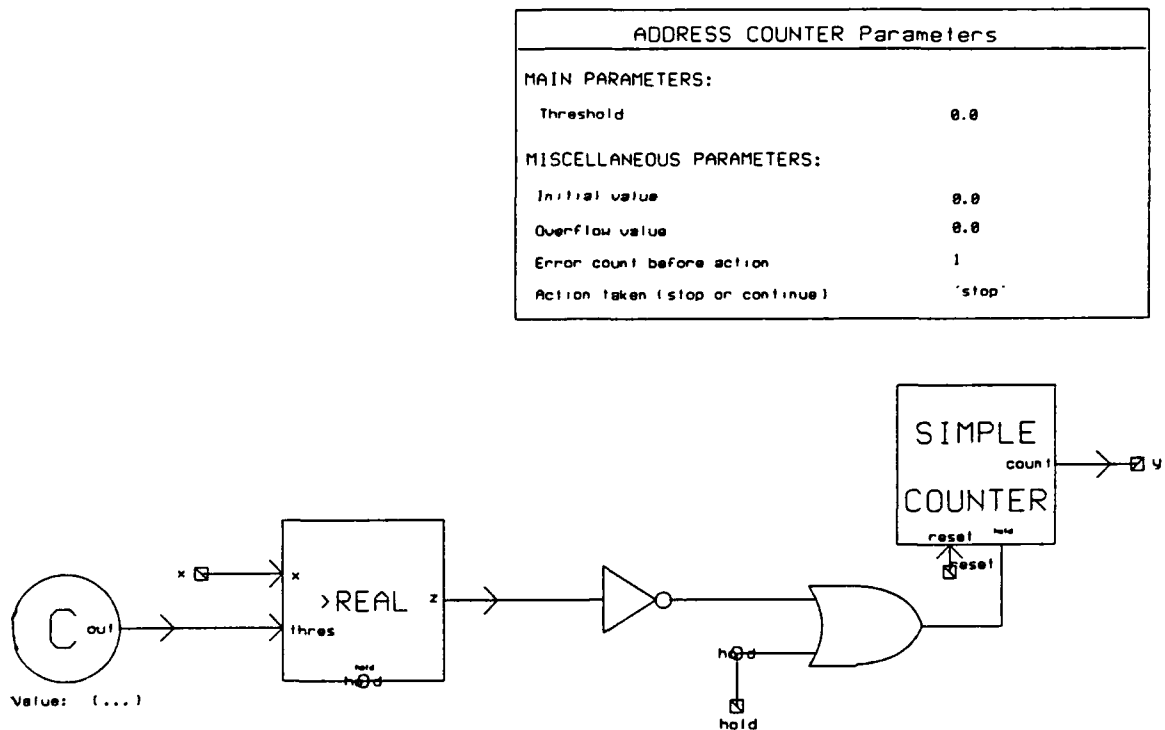 ADDRESS COUNTER Parameters
MAIN PARAMETERS:
Threshold 0.0
MISCELLANEOUS PARAMETERS:
Initial value 0.0
Overflow value 0.0
Error count before action 1
Action taken (stop or continue) 'stop'
SIMPLE
count
y
COUNTER
reset
hold
reset
x
x
>REAL
z
C
out
thres
hold
hold
hold
hold
Value: (...)